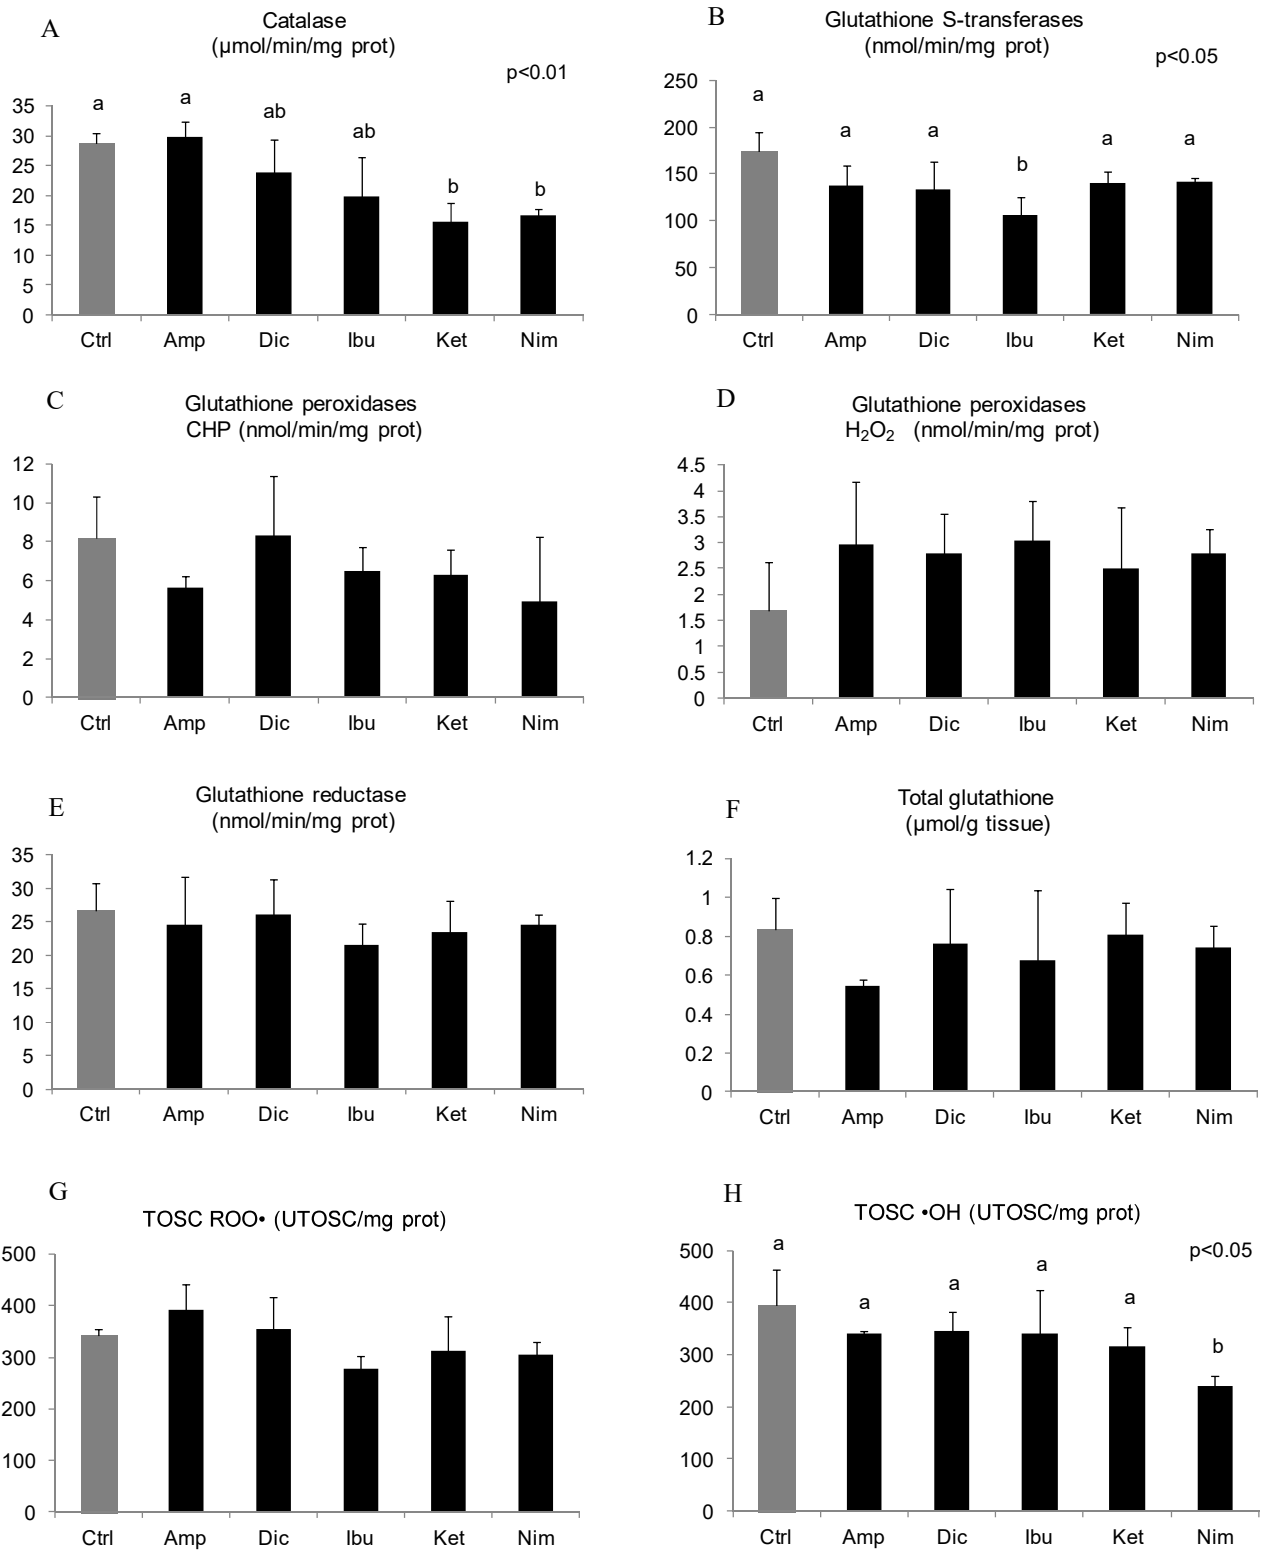 A
Catalase
(µmol/min/mg prot)
p<0.01
a a ab ab b b
35
30
25
20
15
10
5
0
Ctrl Amp Dic Ibu Ket Nim
B
Glutathione S-transferases
(nmol/min/mg prot)
p<0.05
a a a b a a
250
200
150
100
50
0
Ctrl Amp Dic Ibu Ket Nim
C
Glutathione peroxidases
CHP (nmol/min/mg prot)
12
10
8
6
4
2
0
Ctrl Amp Dic Ibu Ket Nim
D
Glutathione peroxidases
H₂O₂ (nmol/min/mg prot)
4.5
4
3.5
3
2.5
2
1.5
1
0.5
0
Ctrl Amp Dic Ibu Ket Nim
E
Glutathione reductase
(nmol/min/mg prot)
35
30
25
20
15
10
5
0
Ctrl Amp Dic Ibu Ket Nim
F
Total glutathione
(µmol/g tissue)
1.2
1
0.8
0.6
0.4
0.2
0
Ctrl Amp Dic Ibu Ket Nim
G
TOSC ROO• (UTOSC/mg prot)
500
400
300
200
100
0
Ctrl Amp Dic Ibu Ket Nim
H
TOSC •OH (UTOSC/mg prot)
p<0.05
a a a a a b
500
400
300
200
100
0
Ctrl Amp Dic Ibu Ket Nim